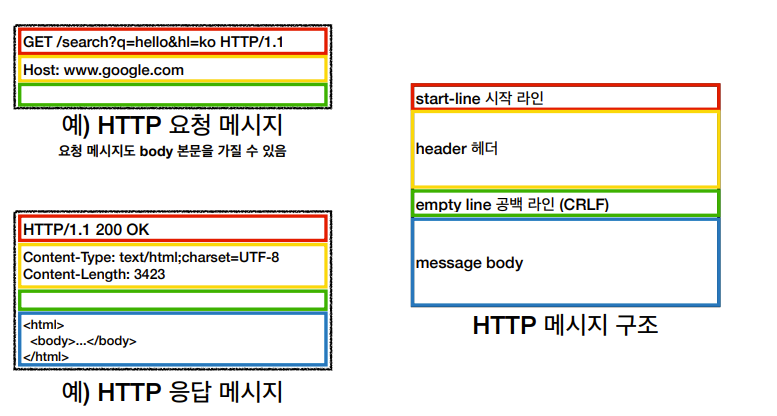 GET /search?q=hello&hl=ko HTTP/1.1
Host: www.google.com
예) HTTP 요청 메시지
요청 메시지도 body 본문을 가질 수 있음
HTTP/1.1 200 OK
Content-Type: text/html;charset=UTF-8
Content-Length: 3423
<html>
<body>...</body>
</html>
예) HTTP 응답 메시지
start-line 시작 라인
header 헤더
empty line 공백 라인 (CRLF)
message body
HTTP 메시지 구조